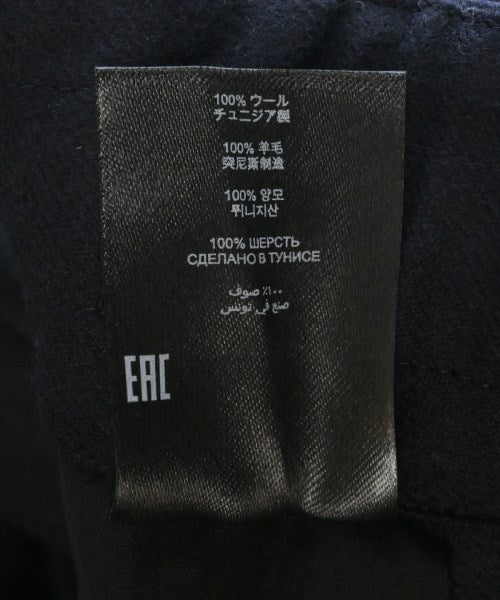 100% ウール
チュニジア製
100% 羊毛
突尼斯制造
100% 양모
튀니지산
100% ШЕРСТЬ
СДЕЛАНО В ТУНИСЕ
١٠٠٪ صوف
صنع في تونس
EAC